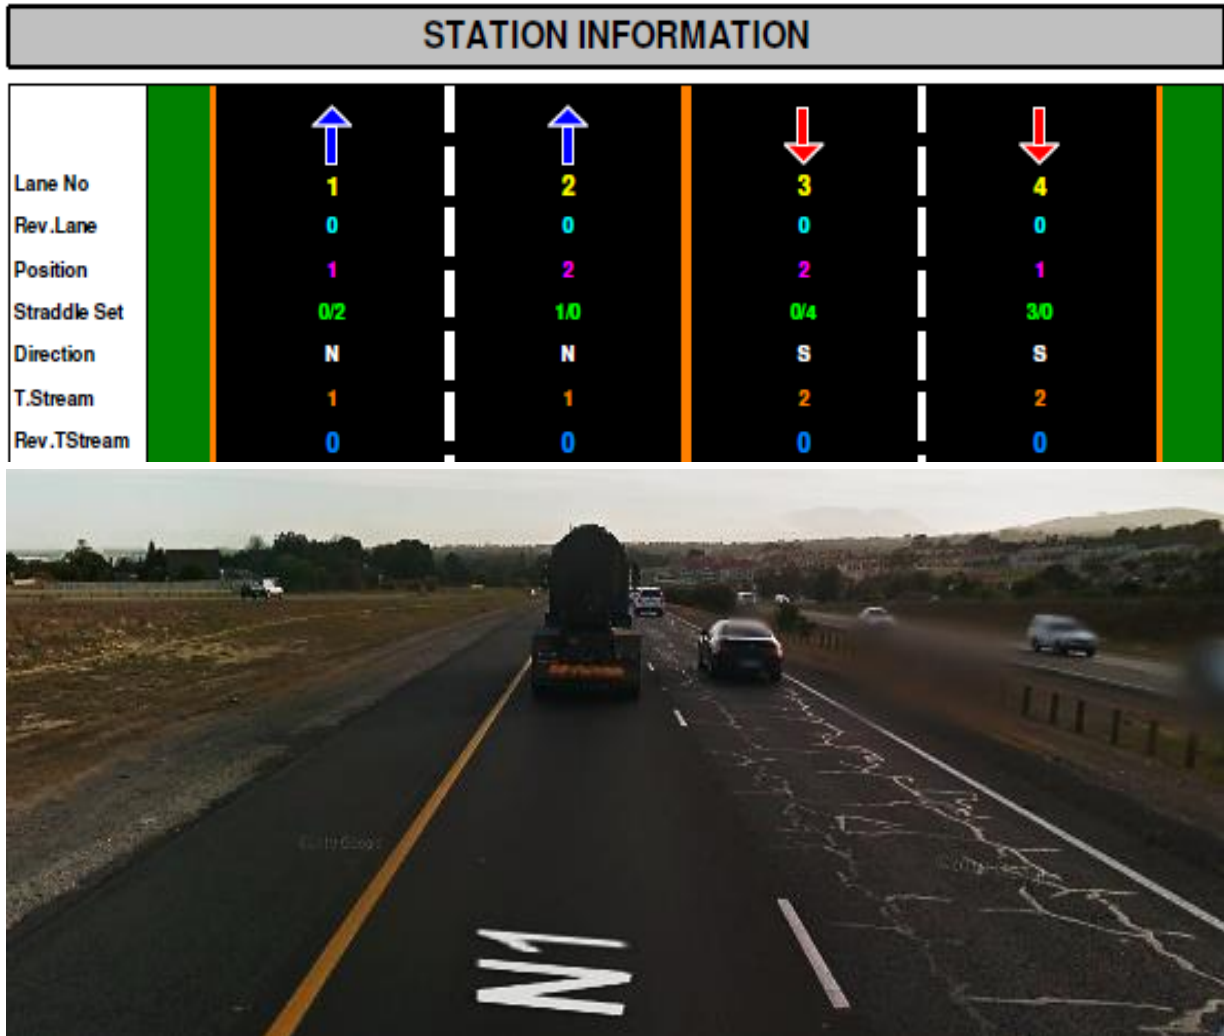 STATION INFORMATION
Lane No 1 2 3 4
Rev.Lane 0 0 0 0
Position 1 2 2 1
Straddle Set 0/2 1/0 0/4 3/0
Direction N N S S
T.Stream 1 1 2 2
Rev.TStream 0 0 0 0
N1